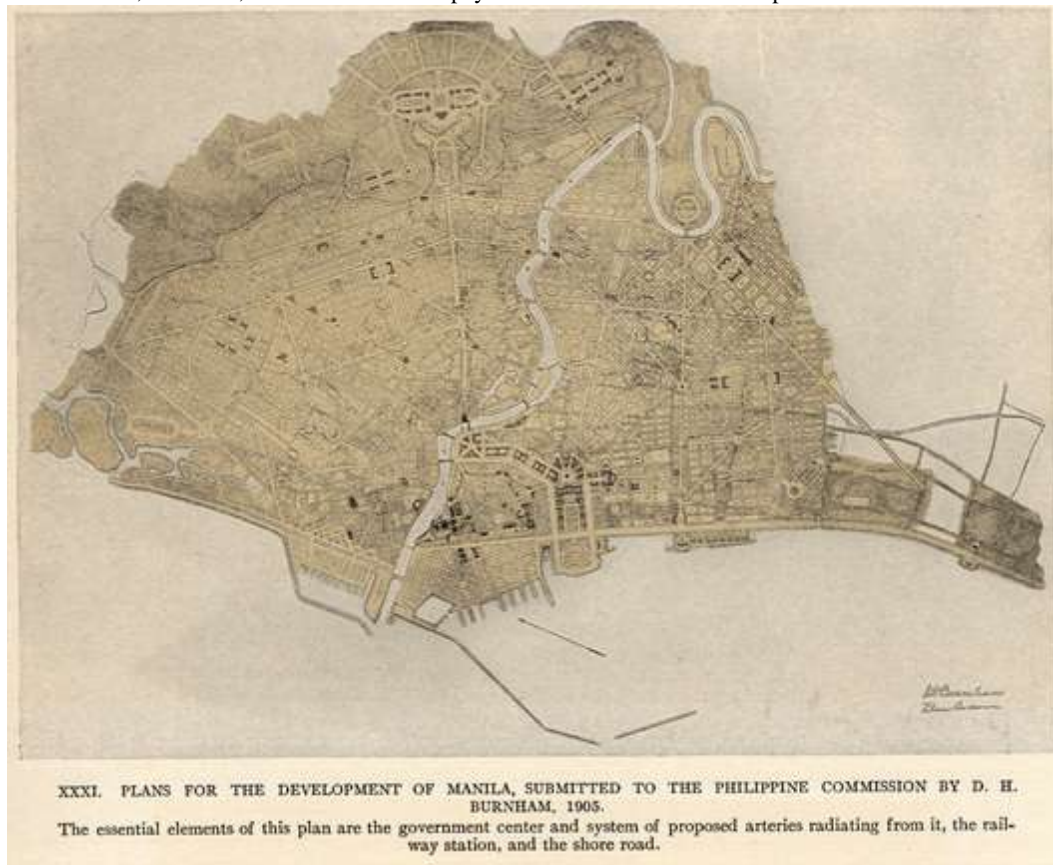 XXXI. PLANS FOR THE DEVELOPMENT OF MANILA, SUBMITTED TO THE PHILIPPINE COMMISSION BY D. H.
BURNHAM, 1905.
The essential elements of this plan are the government center and system of proposed arteries radiating from it, the rail-
way station, and the shore road.